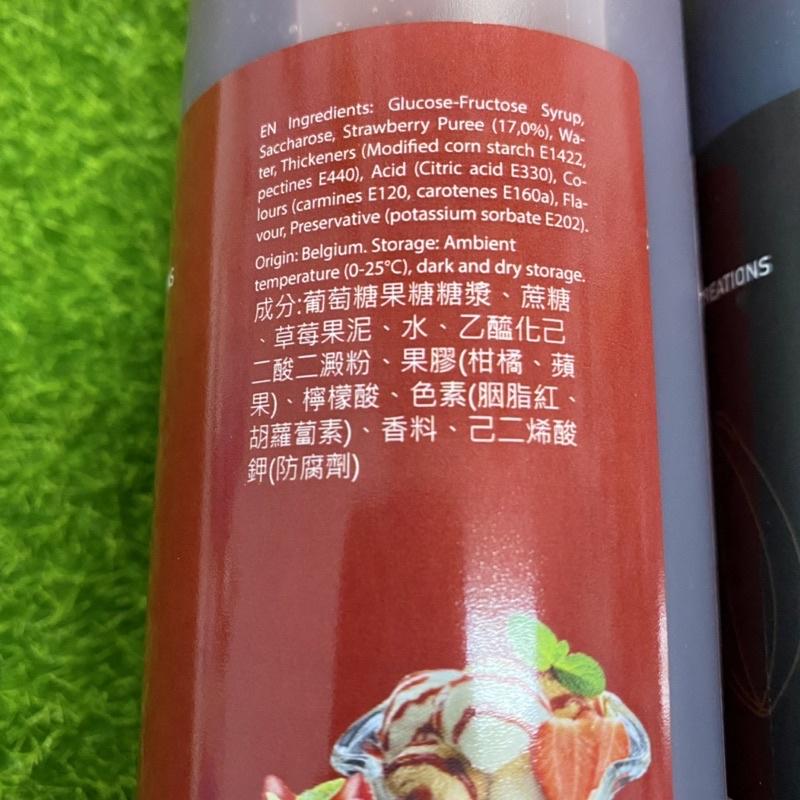 EN Ingredients: Glucose-Fructose Syrup,
Saccharose, Strawberry Puree (17,0%), Wa-
ter, Thickeners (Modified corn starch E1422,
pectines E440), Acid (Citric acid E330), Co-
lours (carmines E120, carotenes E160a), Fla-
vour, Preservative (potassium sorbate E202).
Origin: Belgium. Storage: Ambient
temperature (0-25°C), dark and dry storage.
成分:葡萄糖果糖糖漿、蔗糖
、草莓果泥、水、乙醯化己
二酸二澱粉、果膠(柑橘、蘋
果)、檸檬酸、色素(胭脂紅、
胡蘿蔔素)、香料、己二烯酸
鉀(防腐劑)